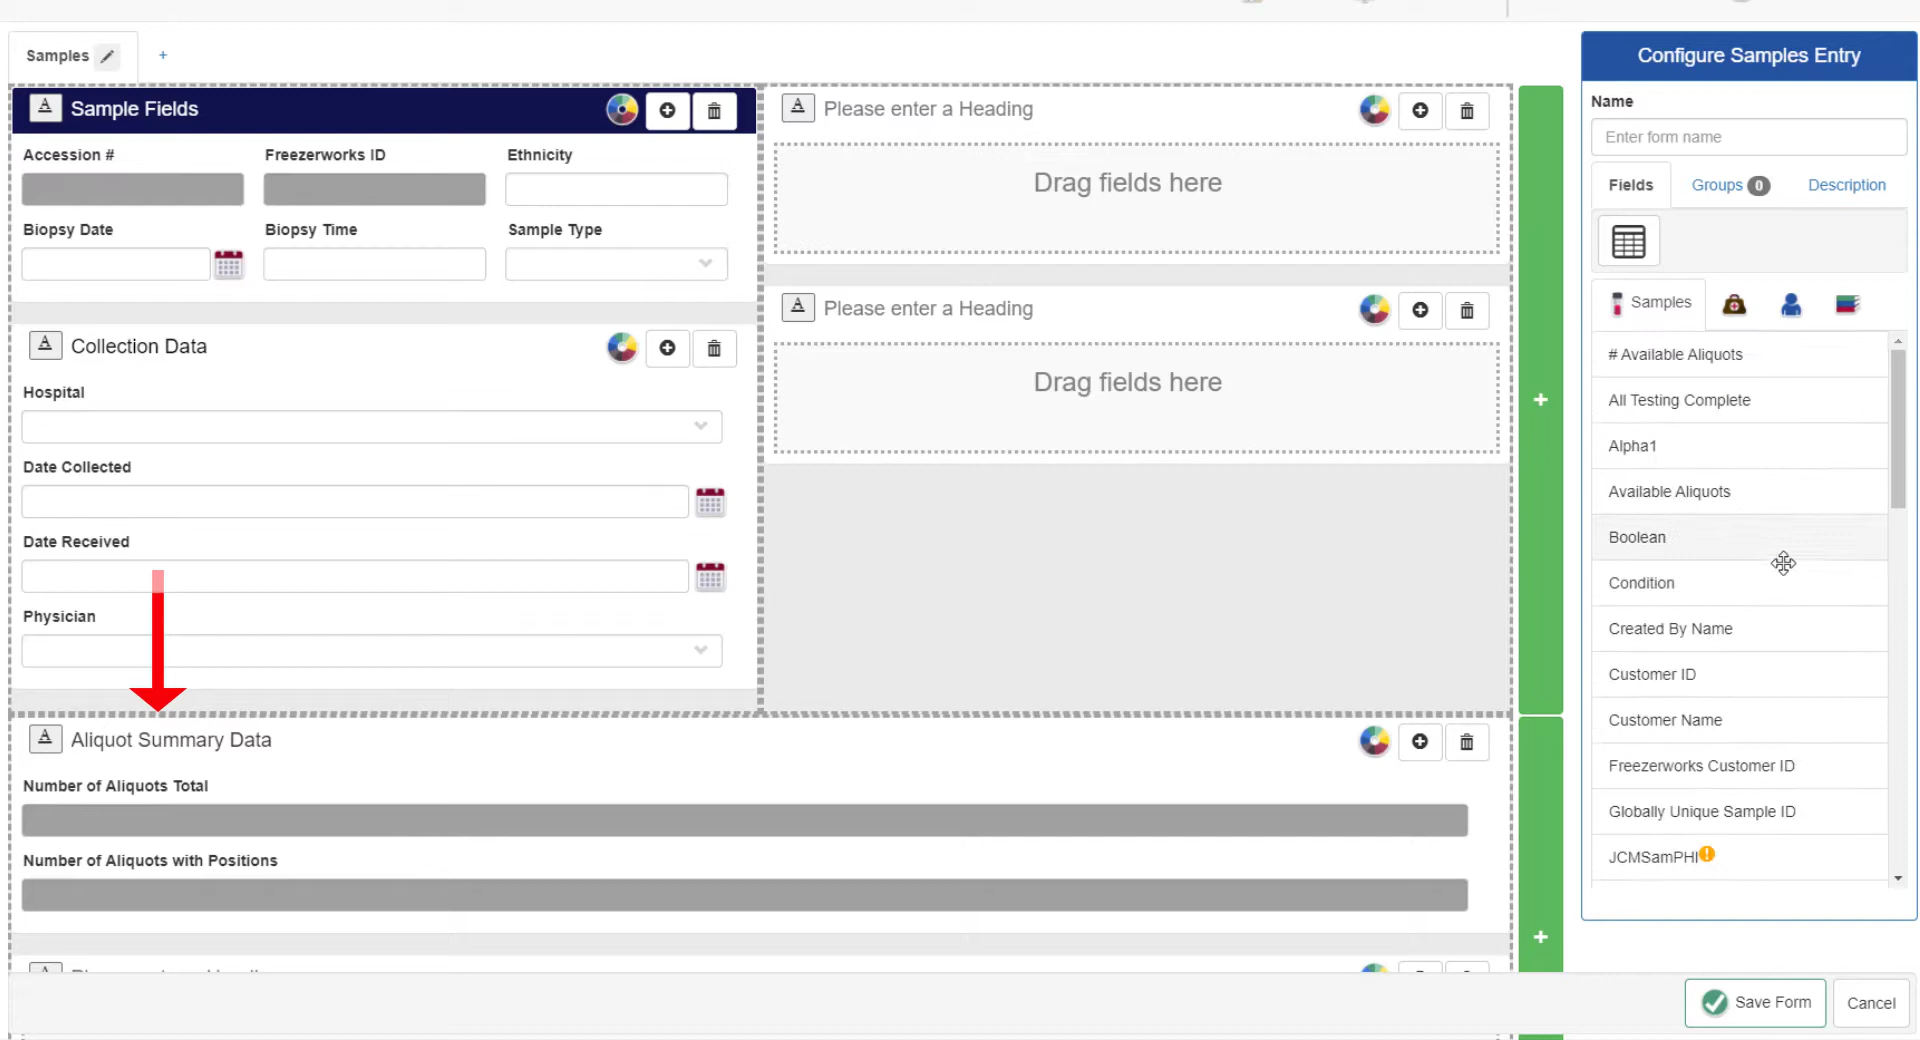 Samples
+
A Sample Fields
Accession # Freezerworks ID Ethnicity
Biopsy Date Biopsy Time Sample Type
A Collection Data
Hospital
Date Collected
Date Received
Physician
A Please enter a Heading
Drag fields here
A Please enter a Heading
Drag fields here
+
A Aliquot Summary Data
Number of Aliquots Total
Number of Aliquots with Positions
+
Configure Samples Entry
Name
Enter form name
Fields Groups 0 Description
Samples
# Available Aliquots
All Testing Complete
Alpha1
Available Aliquots
Boolean
Condition
Created By Name
Customer ID
Customer Name
Freezerworks Customer ID
Globally Unique Sample ID
JCMSamPHI
Save Form Cancel